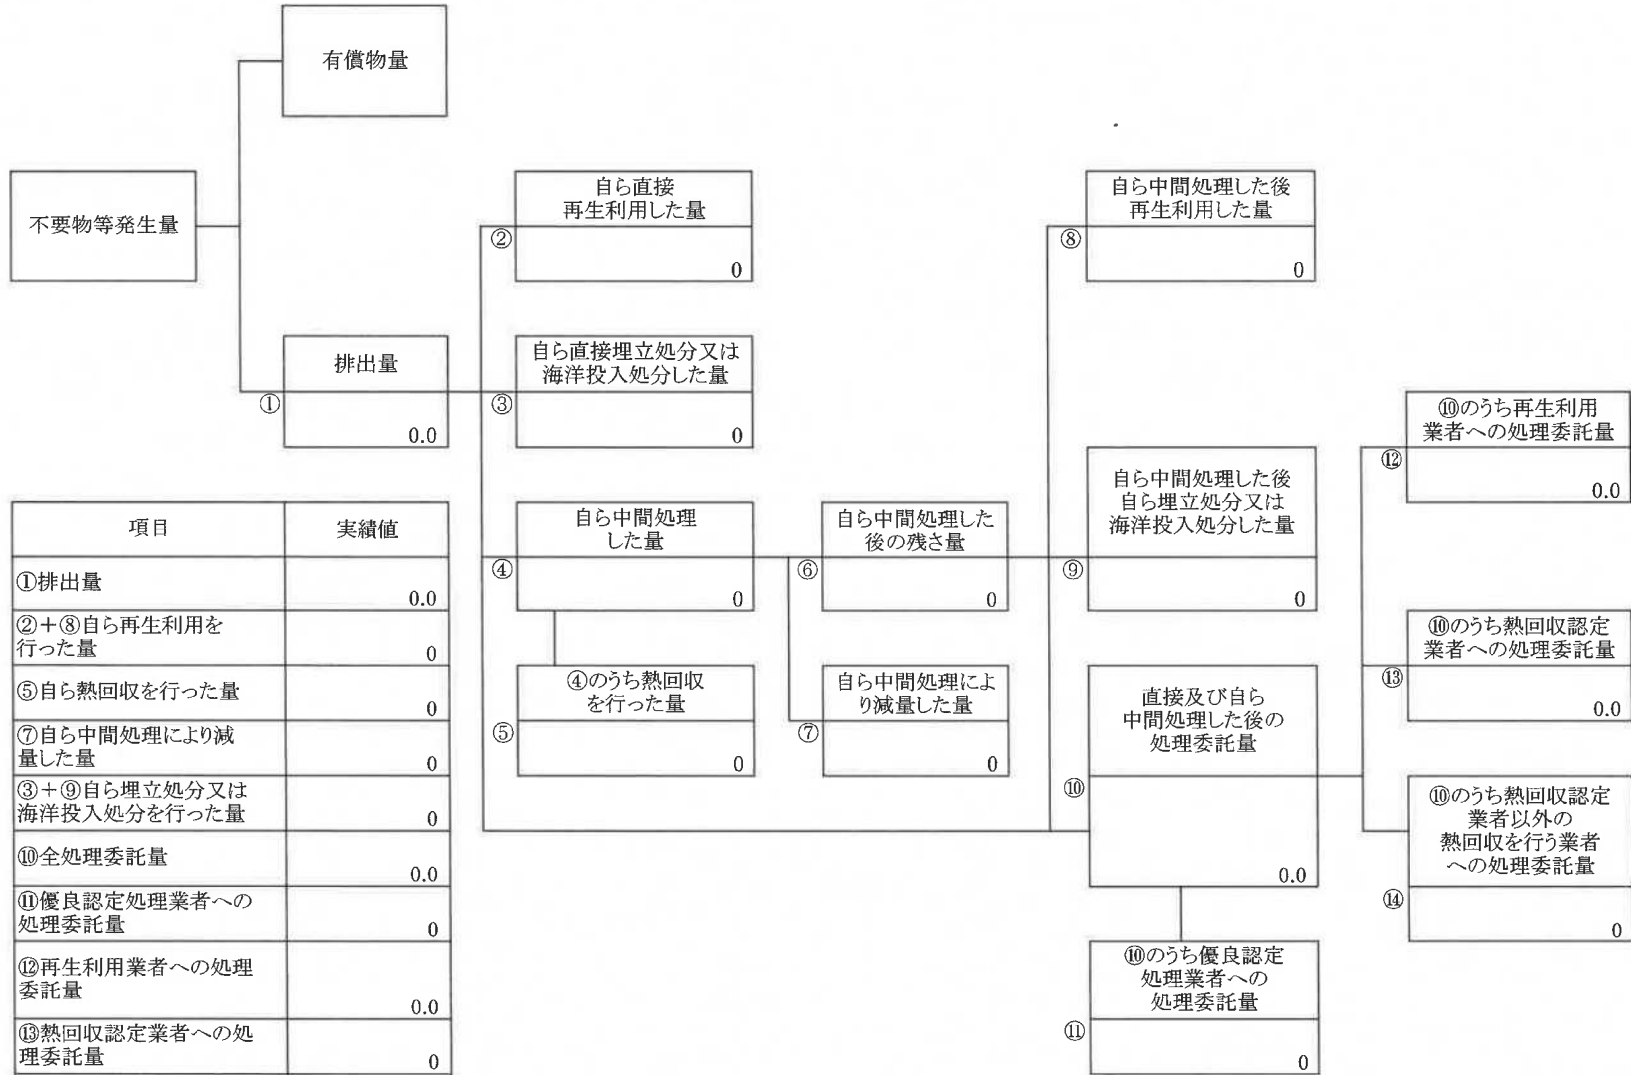 有償物量
不要物等発生量
自ら直接
再生利用した量
②
0
自ら中間処理した後
再生利用した量
⑧
0
排出量
①
0.0
自ら直接埋立処分又は
海洋投入処分した量
③
0
⑩のうち再生利用
業者への処理委託量
⑫
0.0
自ら中間処理
した量
④
0
自ら中間処理した
後の残さ量
⑥
0
自ら中間処理した後
自ら埋立処分又は
海洋投入処分した量
⑨
0
④のうち熱回収
を行った量
⑤
0
自ら中間処理によ
り減量した量
⑦
0
直接及び自ら
中間処理した後の
処理委託量
⑩
0.0
⑩のうち熱回収認定
業者への処理委託量
⑬
0.0
⑩のうち熱回収認定
業者以外の
熱回収を行う業者
への処理委託量
⑭
0
⑩のうち優良認定
処理業者への
処理委託量
⑪
0
項目 実績値
①排出量
0.0
②+⑧自ら再生利用を
行った量 0
⑤自ら熱回収を行った量
0
⑦自ら中間処理により減
量した量 0
③+⑨自ら埋立処分又は
海洋投入処分を行った量 0
⑩全処理委託量
0.0
⑪優良認定処理業者への
処理委託量 0
⑫再生利用業者への処理
委託量
0.0
⑬熱回収認定業者への処
理委託量 0